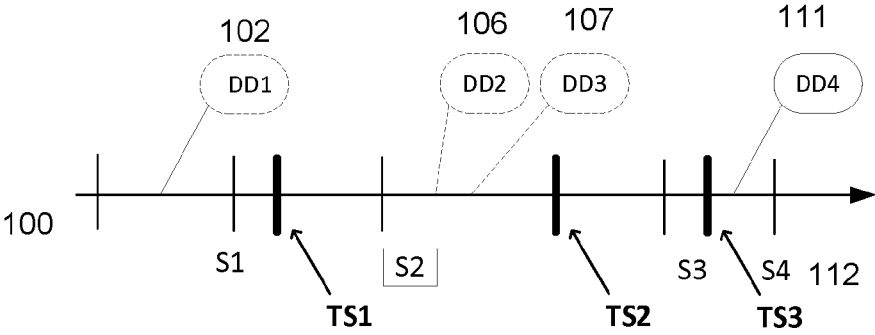 102
106
107
111
DD1
DD2
DD3
DD4
100
S1
S2
S3
S4
112
TS1
TS2
TS3